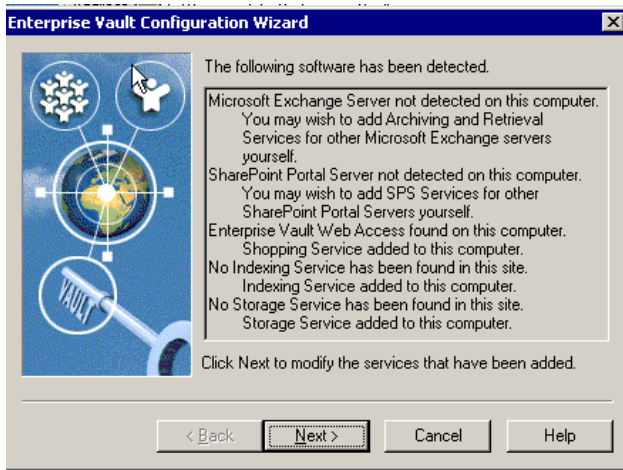 Enterprise Vault Configuration Wizard
The following software has been detected.
Microsoft Exchange Server not detected on this computer.
You may wish to add Archiving and Retrieval
Services for other Microsoft Exchange servers
yourself.
SharePoint Portal Server not detected on this computer.
You may wish to add SPS Services for other
SharePoint Portal Servers yourself.
Enterprise Vault Web Access found on this computer.
Shopping Service added to this computer.
No Indexing Service has been found in this site.
Indexing Service added to this computer.
No Storage Service has been found in this site.
Storage Service added to this computer.
VAULT
Click Next to modify the services that have been added.
< Back
Next >
Cancel
Help